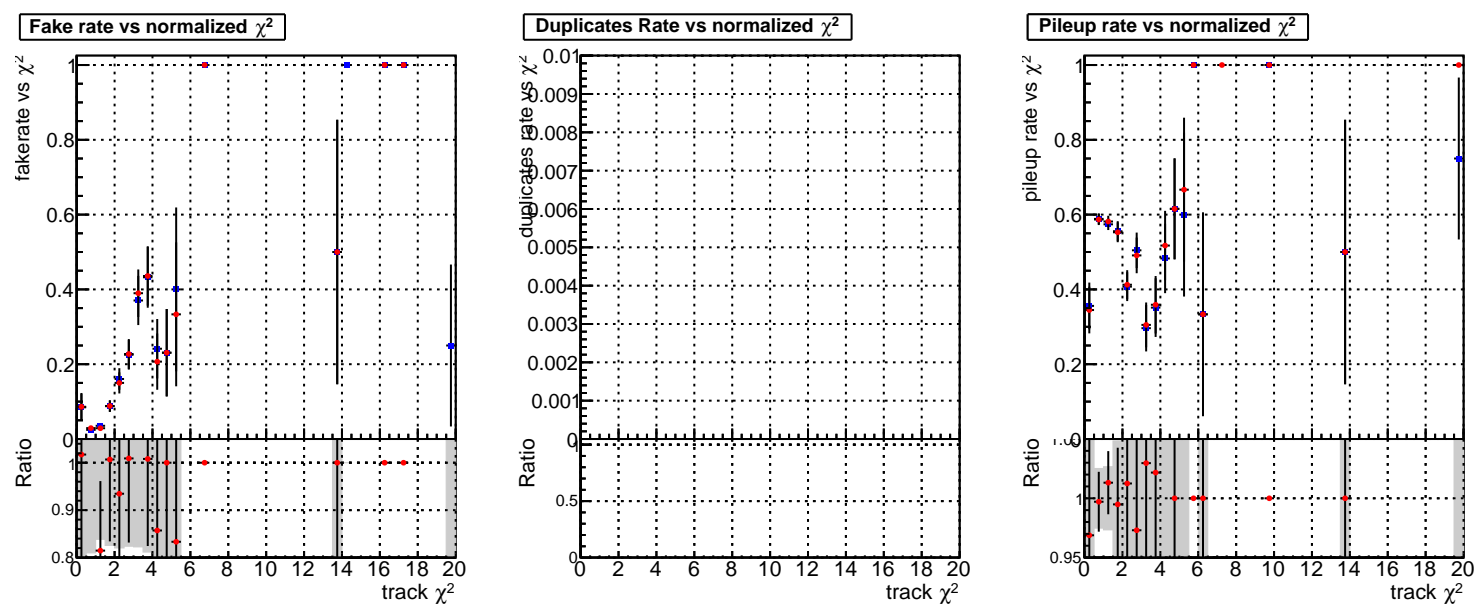 Fake rate vs normalized χ²
fakerate vs χ²
1
0.8
0.6
0.4
0.2
0
Ratio
1
0.9
0.8
0 2 4 6 8 10 12 14 16 18 20
track χ²
Duplicates Rate vs normalized χ²
duplicates rate vs χ²
0.01
0.009
0.008
0.007
0.006
0.005
0.004
0.003
0.002
0.001
0
Ratio
1
0.5
0
0 2 4 6 8 10 12 14 16 18 20
track χ²
Pileup rate vs normalized χ²
pileup rate vs χ²
1
0.8
0.6
0.4
0.2
Ratio
1
0.95
0 2 4 6 8 10 12 14 16 18 20
track χ²